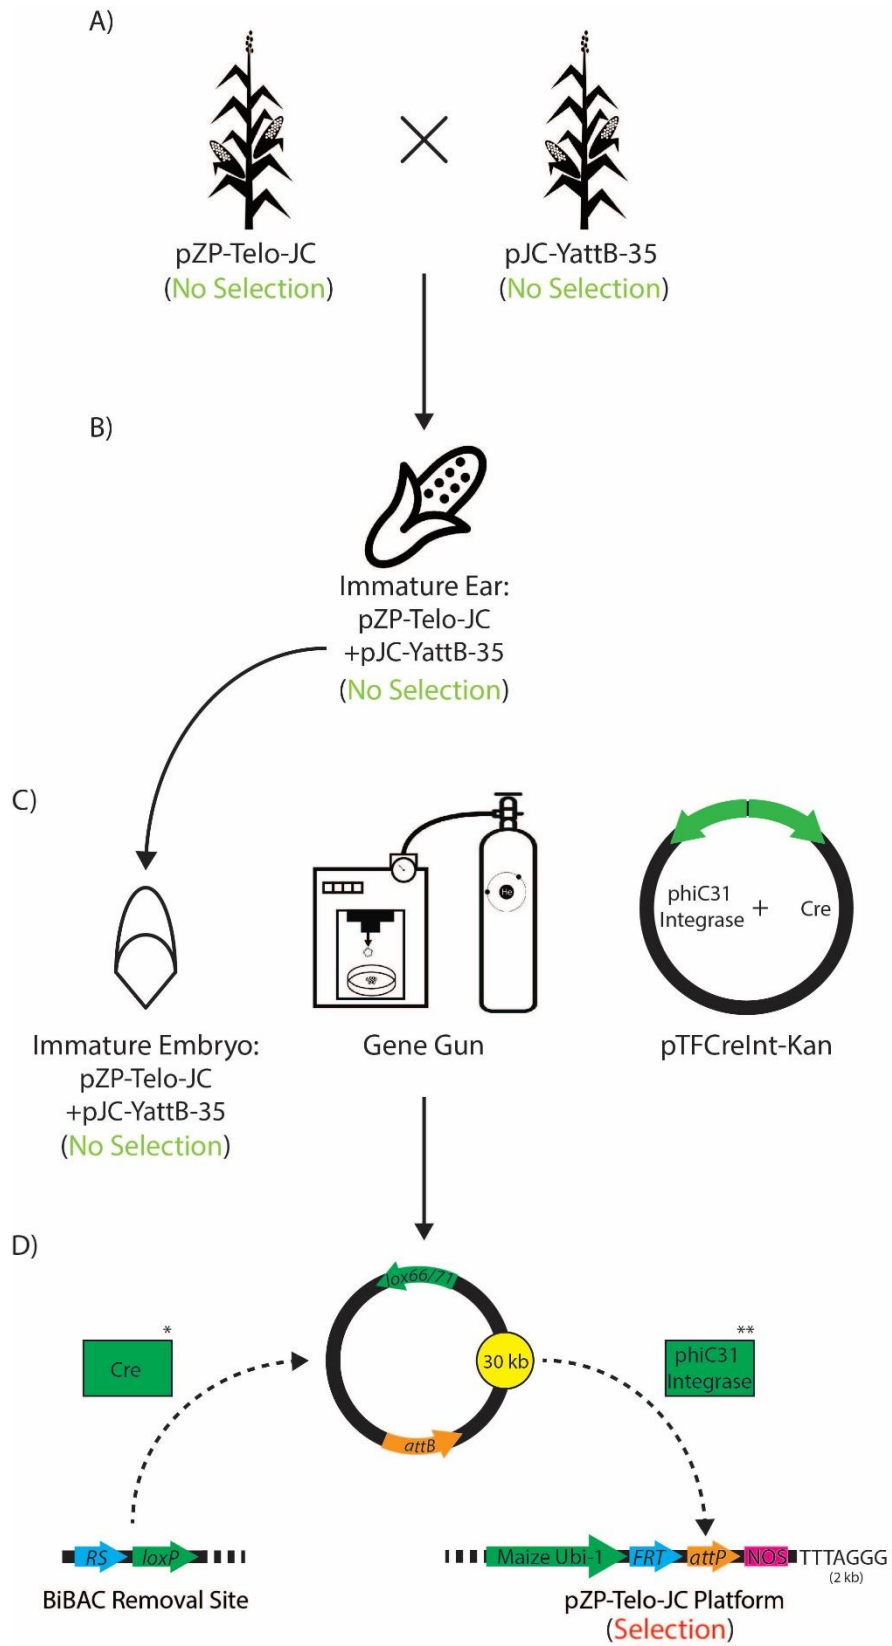 A)
pZP-Telo-JC
(No Selection)
pJC-YattB-35
(No Selection)
B)
Immature Ear:
pZP-Telo-JC
+pJC-YattB-35
(No Selection)
C)
He
phiC31
Integrase
+
Cre
Immature Embryo:
pZP-Telo-JC
+pJC-YattB-35
(No Selection)
Gene Gun
pTFCreInt-Kan
D)
lox66/71
*
Cre
30 kb
**
phiC31
Integrase
attB
RS loxP
BiBAC Removal Site
Maize Ubi-1 FRT attP NOS TTTAGGG
(2 kb)
pZP-Telo-JC Platform
(Selection)